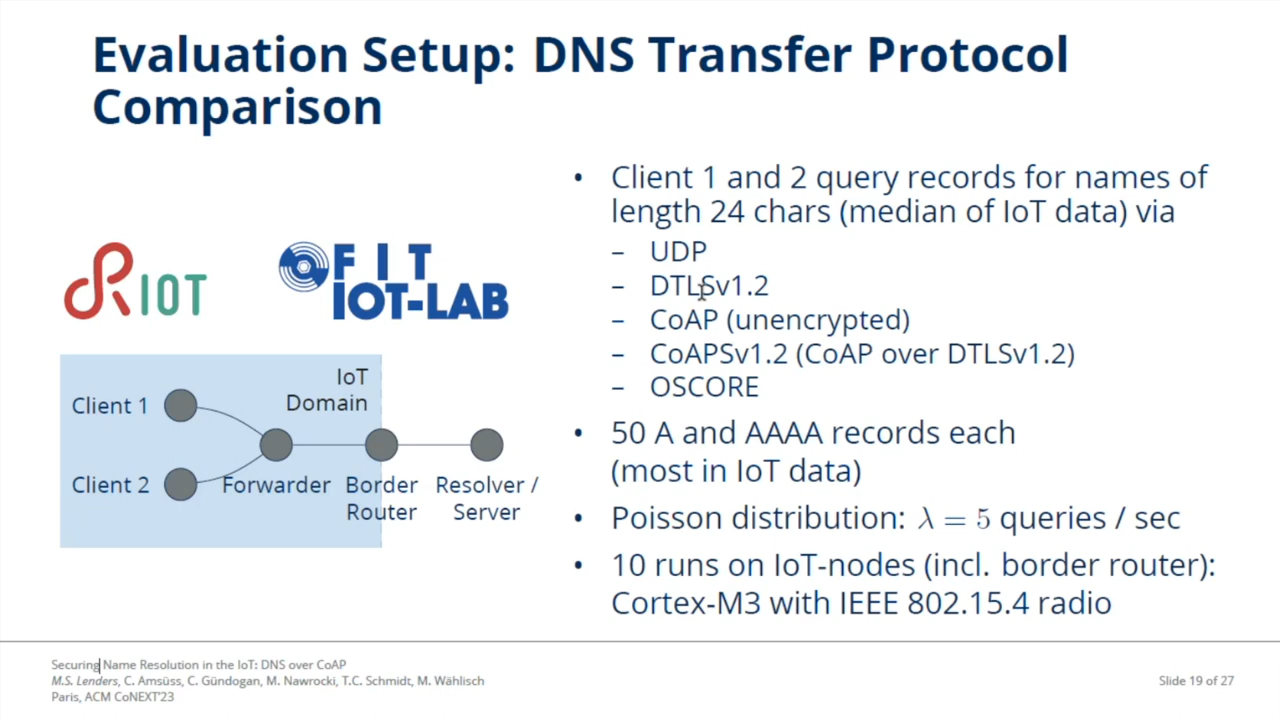 Evaluation Setup: DNS Transfer Protocol
Comparison
RIOT
FIT
IOT-LAB
IoT
Domain
Client 1
Client 2
Forwarder
Border
Router
Resolver /
Server
• Client 1 and 2 query records for names of
length 24 chars (median of IoT data) via
– UDP
– DTLSv1.2
– CoAP (unencrypted)
– CoAPSv1.2 (CoAP over DTLSv1.2)
– OSCORE
• 50 A and AAAA records each
(most in IoT data)
• Poisson distribution: λ = 5 queries / sec
• 10 runs on IoT-nodes (incl. border router):
Cortex-M3 with IEEE 802.15.4 radio
Securing Name Resolution in the IoT: DNS over CoAP
M.S. Lenders, C. Amsüss, C. Gündogan, M. Nawrocki, T.C. Schmidt, M. Wählisch
Paris, ACM CoNEXT'23
Slide 19 of 27